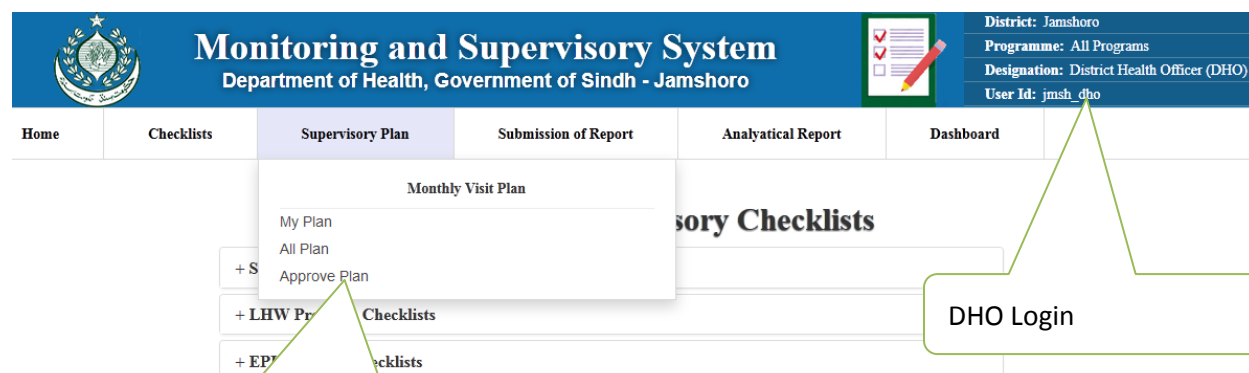 Monitoring and Supervisory System
Department of Health, Government of Sindh - Jamshoro
District: Jamshoro
Programme: All Programs
Designation: District Health Officer (DHO)
User Id: jmsh_dho
Home Checklists Supervisory Plan Submission of Report Analyatical Report Dashboard
Monthly Visit Plan
My Plan
All Plan
Approve Plan
sory Checklists
+ S
+ LHW Pr Checklists
+ EPI ecklists
DHO Login